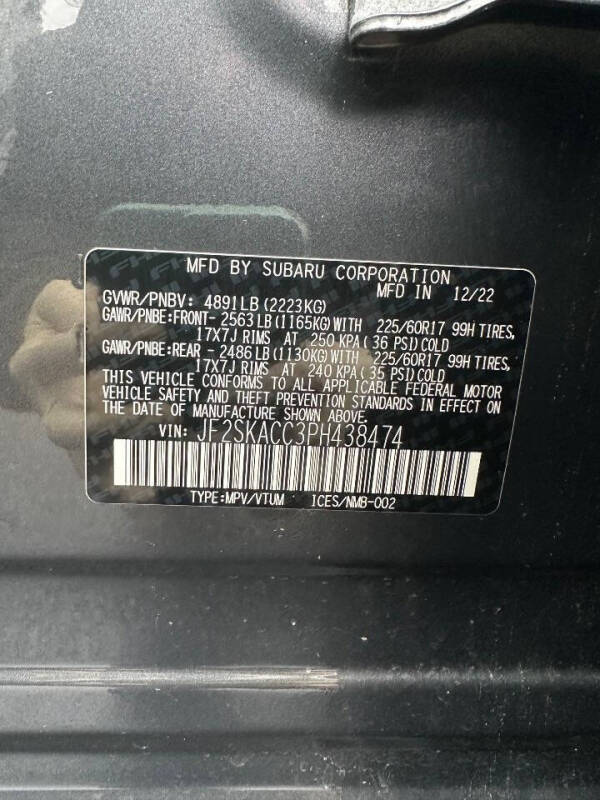 MFD BY SUBARU CORPORATION
GVWR/PNBV: 4891LB (2223KG) MFD IN 12/22
GAWR/PNBE:FRONT- 2563LB (1165KG)WITH 225/60R17 99H TIRES,
17X7J RIMS AT 250 KPA ( 36 PSI)COLD
GAWR/PNBE:REAR - 2486LB (1130KG)WITH 225/60R17 99H TIRES,
17X7J RIMS AT 240 KPA ( 35 PSI)COLD
THIS VEHICLE CONFORMS TO ALL APPLICABLE FEDERAL MOTOR
VEHICLE SAFETY AND THEFT PREVENTION STANDARDS IN EFFECT ON
THE DATE OF MANUFACTURE SHOWN ABOVE.
VIN: JF2SKACC3PH438474
TYPE:MPV/VTUM ICES/NMB-002